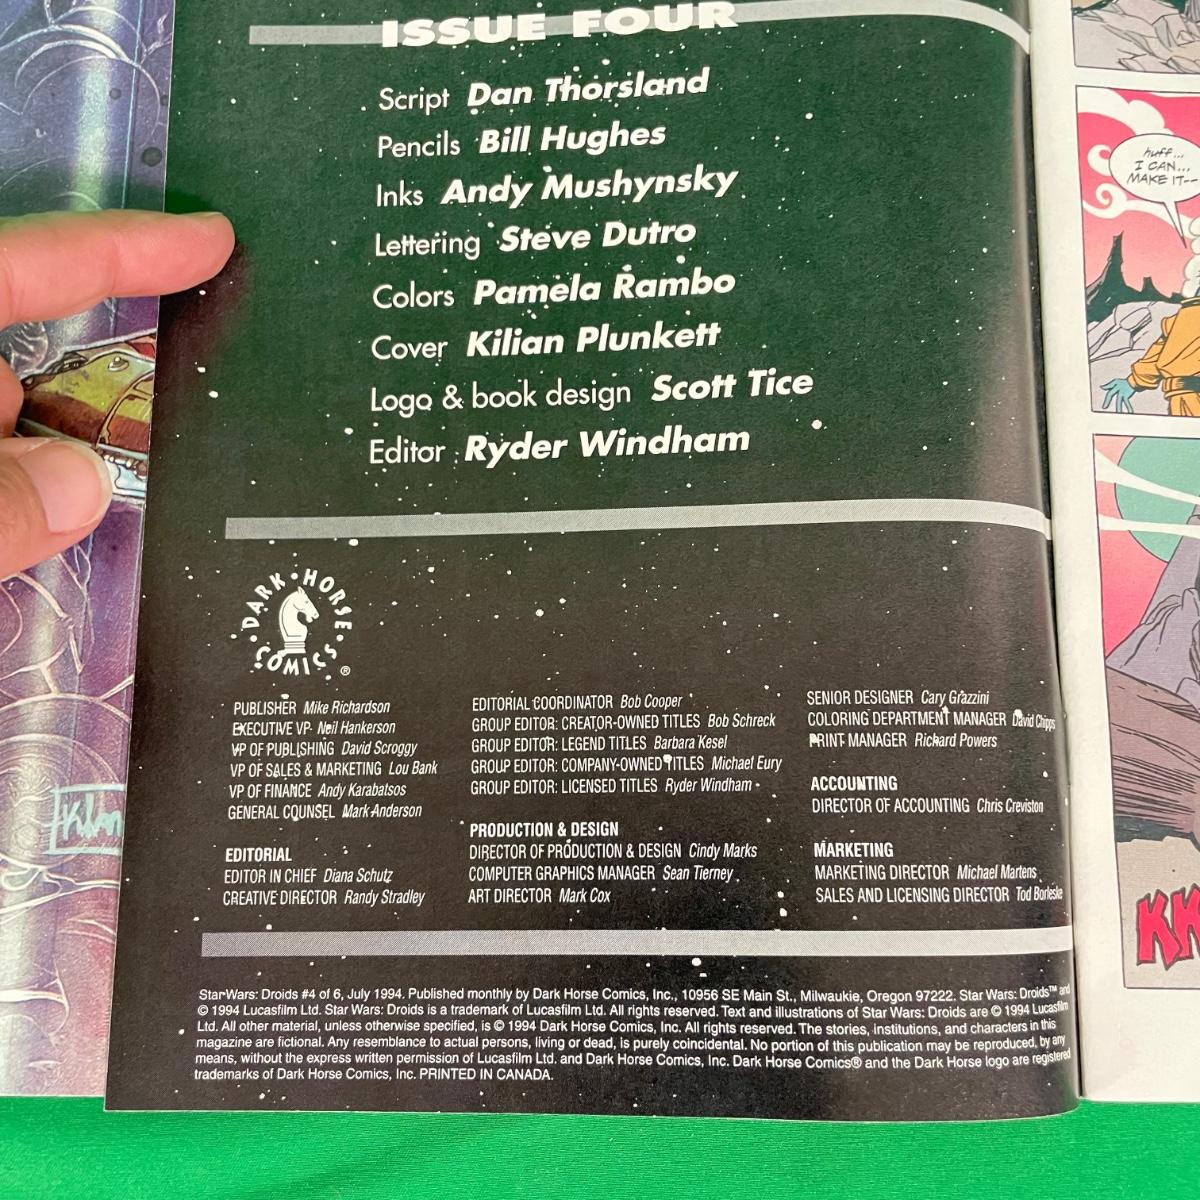 ISSUE FOUR
Script Dan Thorsland
Pencils Bill Hughes
Inks Andy Mushynsky
Lettering Steve Dutro
Colors Pamela Rambo
Cover Kilian Plunkett
Logo & book design Scott Tice
Editor Ryder Windham
DARK HORSE
COMICS ®
PUBLISHER Mike Richardson
EXECUTIVE VP Neil Hankerson
VP OF PUBLISHING David Scroggy
VP OF SALES & MARKETING Lou Bank
VP OF FINANCE Andy Karabatsos
GENERAL COUNSEL Mark Anderson
EDITORIAL
EDITOR IN CHIEF Diana Schutz
CREATIVE DIRECTOR Randy Stradley
EDITORIAL COORDINATOR Bob Cooper
GROUP EDITOR: CREATOR-OWNED TITLES Bob Schreck
GROUP EDITOR: LEGEND TITLES Barbara Kesel
GROUP EDITOR: COMPANY-OWNED TITLES Michael Eury
GROUP EDITOR: LICENSED TITLES Ryder Windham
PRODUCTION & DESIGN
DIRECTOR OF PRODUCTION & DESIGN Cindy Marks
COMPUTER GRAPHICS MANAGER Sean Tierney
ART DIRECTOR Mark Cox
SENIOR DESIGNER Cary Grazzini
COLORING DEPARTMENT MANAGER David Chipps
PRINT MANAGER Richard Powers
ACCOUNTING
DIRECTOR OF ACCOUNTING Chris Creviston
MARKETING
MARKETING DIRECTOR Michael Martens
SALES AND LICENSING DIRECTOR Tod Borleske
Star Wars: Droids #4 of 6, July 1994. Published monthly by Dark Horse Comics, Inc., 10956 SE Main St., Milwaukie, Oregon 97222. Star Wars: Droids™ and
© 1994 Lucasfilm Ltd. Star Wars: Droids is a trademark of Lucasfilm Ltd. All rights reserved. Text and illustrations of Star Wars: Droids are © 1994 Lucasfilm
Ltd. All other material, unless otherwise specified, is © 1994 Dark Horse Comics, Inc. All rights reserved. The stories, institutions, and characters in this
magazine are fictional. Any resemblance to actual persons, living or dead, is purely coincidental. No portion of this publication may be reproduced, by any
means, without the express written permission of Lucasfilm Ltd. and Dark Horse Comics, Inc. Dark Horse Comics® and the Dark Horse logo are registered
trademarks of Dark Horse Comics, Inc. PRINTED IN CANADA.
huff...
I CAN...
MAKE IT--